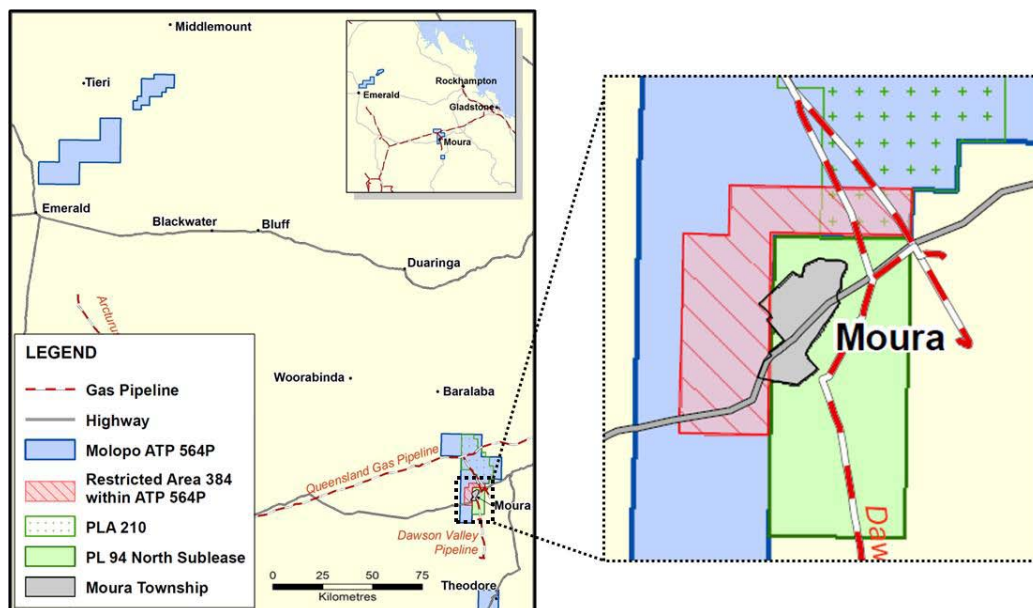 Middlemount
Tieri
Rockhampton
Emerald
Gladstone
Moura
Emerald
Blackwater
Bluff
Duaringa
Arcturus
LEGEND
Gas Pipeline
Highway
Molopo ATP 564P
Restricted Area 384
within ATP 564P
PLA 210
PL 94 North Sublease
Moura Township
Woorabinda
Baralaba
Queensland Gas Pipeline
Moura
Dawson Valley
Pipeline
Theodore
0 25 50 75
Kilometres
Moura
Daw